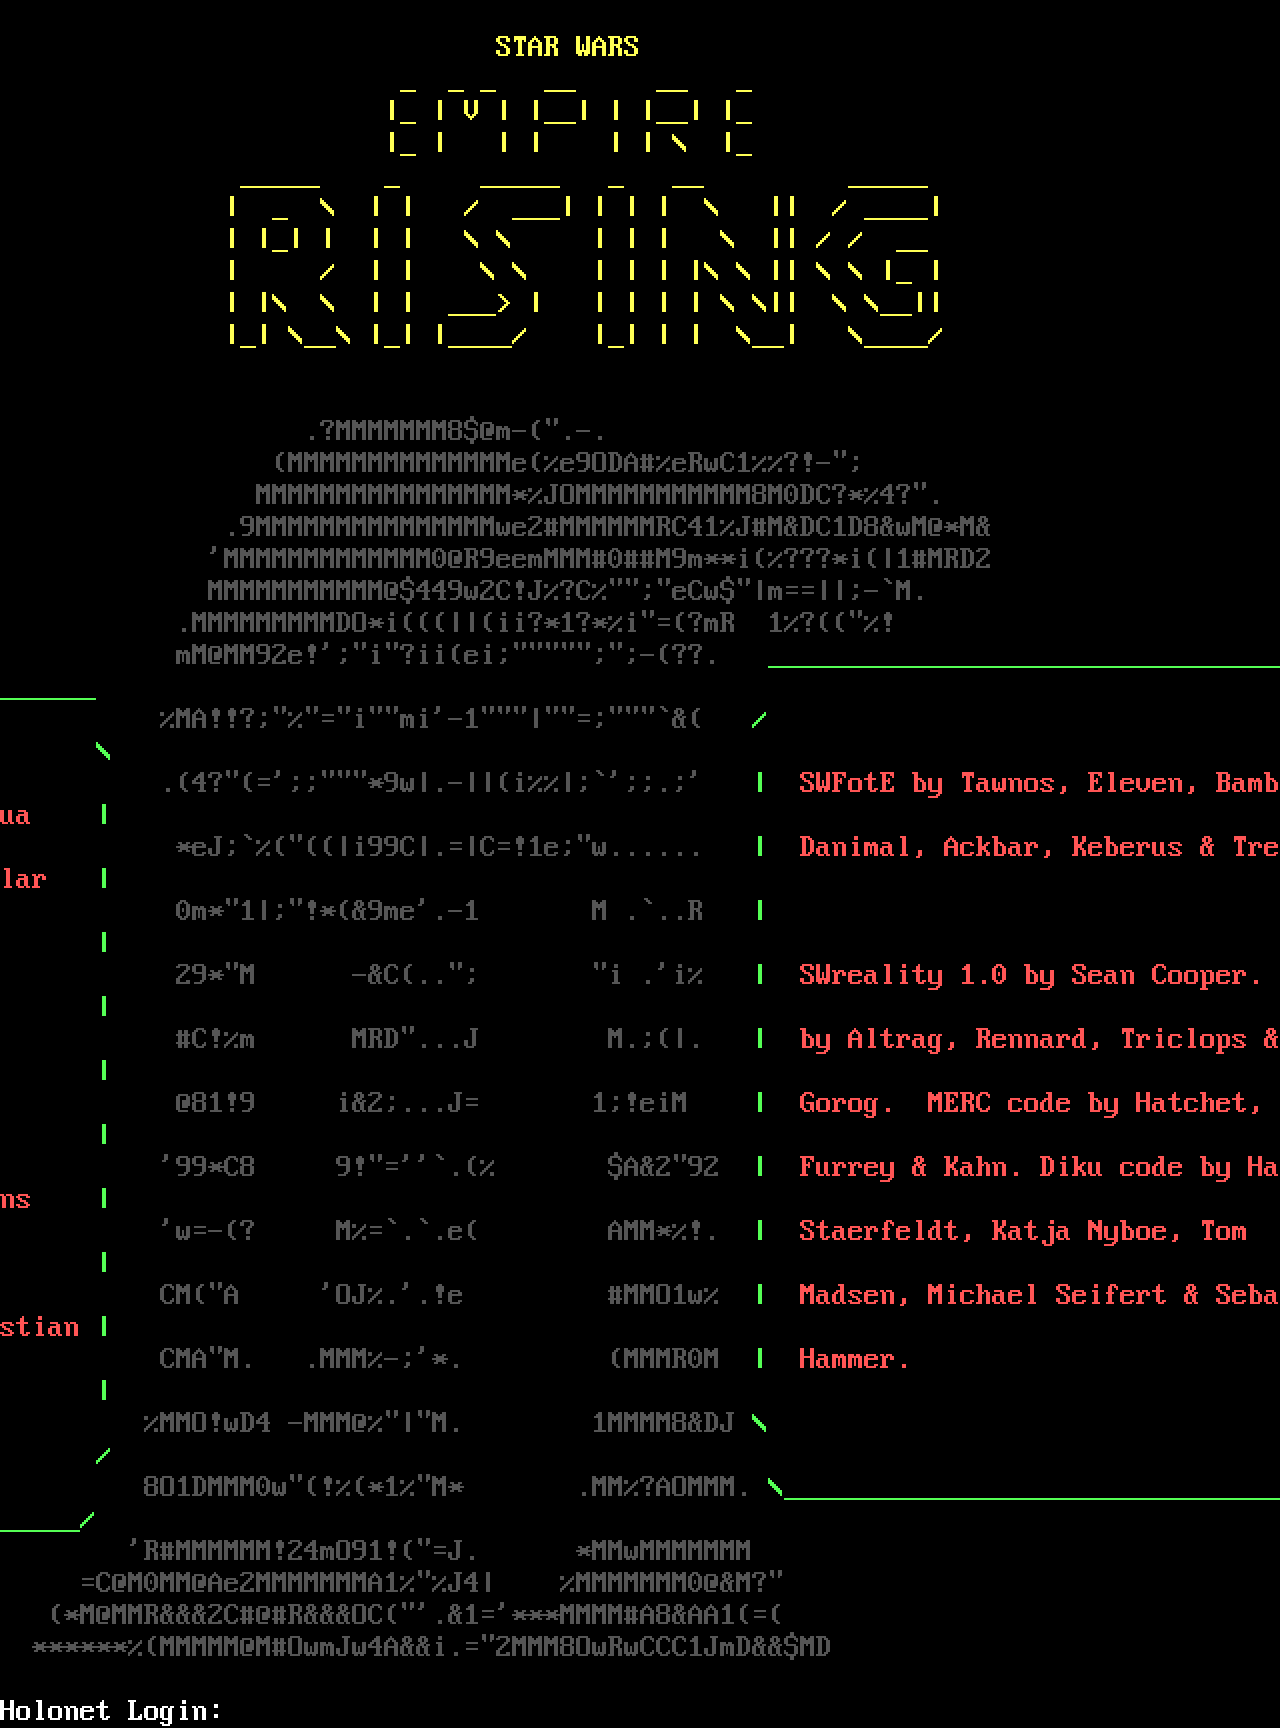 STAR WARS
EMPIRE
RISING
SWFotE by Tawnos, Eleven, Bamb
ua
Danimal, Ackbar, Keberus & Tre
lar
SWreality 1.0 by Sean Cooper.
by Altrag, Rennard, Triclops &
Gorog.  MERC code by Hatchet,
Furrey & Kahn. Diku code by Ha
ns
Staerfeldt, Katja Nyboe, Tom
Madsen, Michael Seifert & Seba
stian
Hammer.
Holonet Login: